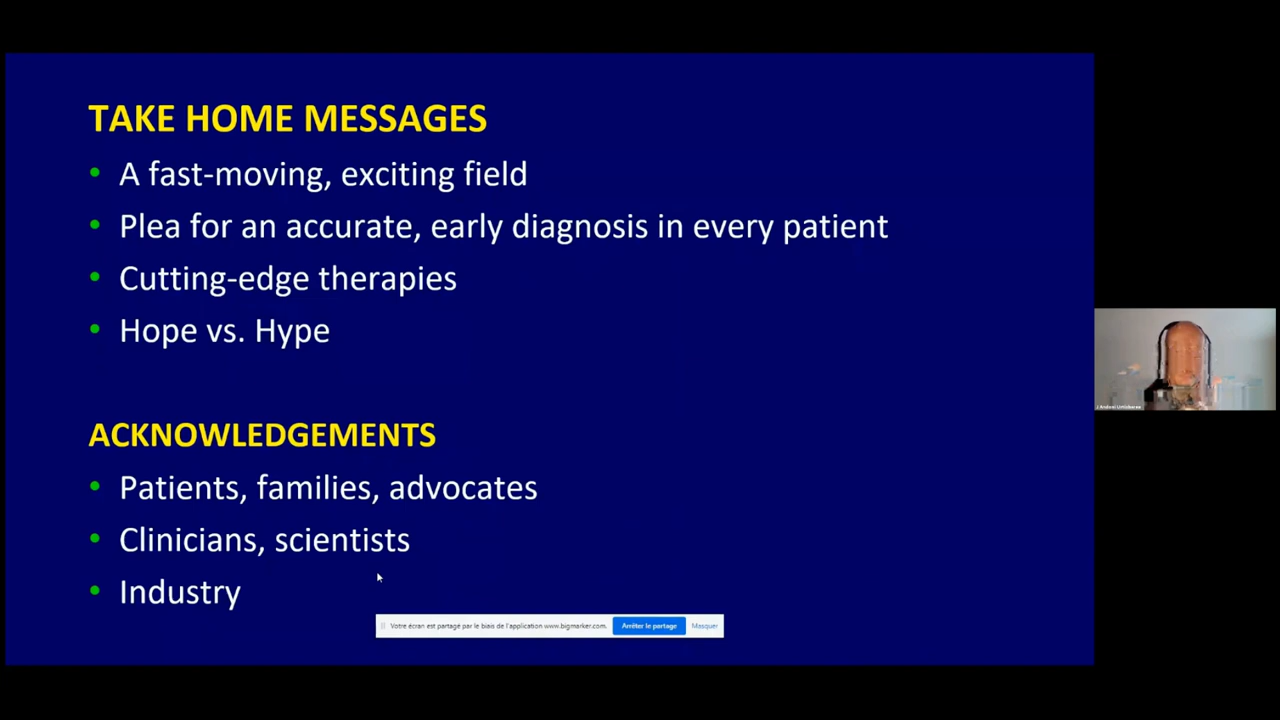 TAKE HOME MESSAGES
• A fast-moving, exciting field
• Plea for an accurate, early diagnosis in every patient
• Cutting-edge therapies
• Hope vs. Hype
ACKNOWLEDGEMENTS
• Patients, families, advocates
• Clinicians, scientists
• Industry
Votre écran est partagé par le biais de l'application www.bigmarker.com. Arrêter le partage Masquer